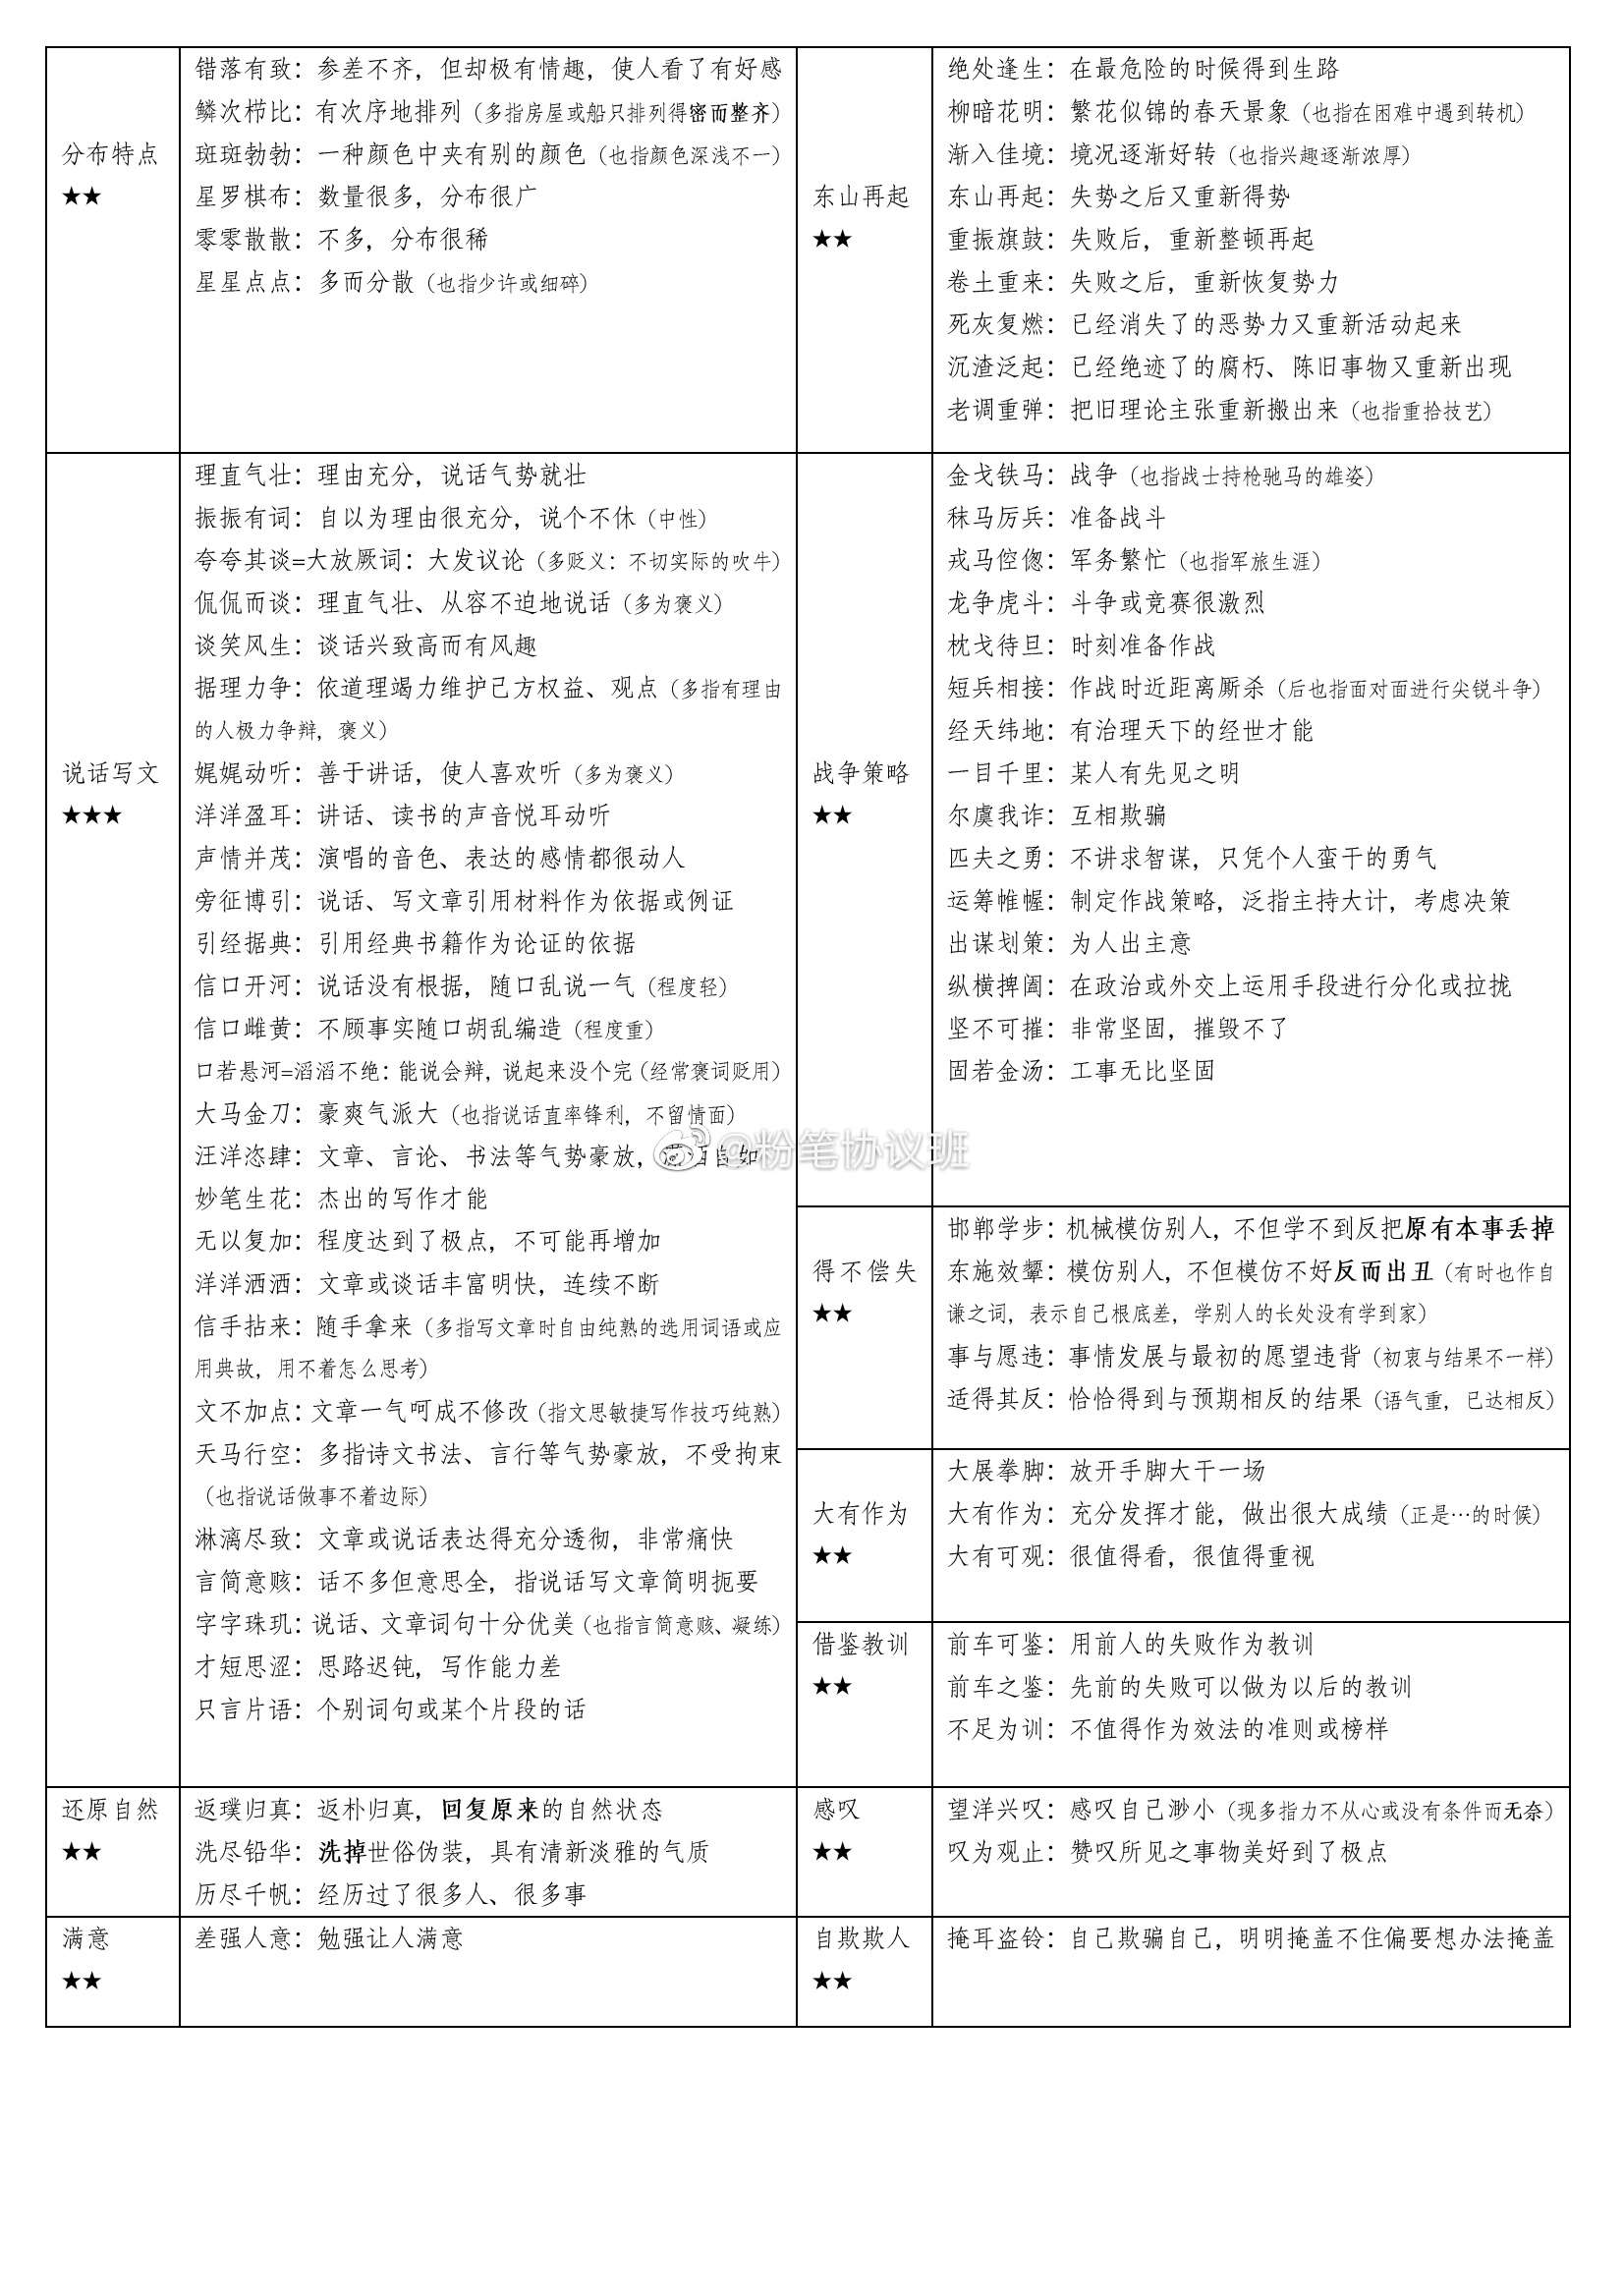 分布特点
★★
错落有致：参差不齐，但却极有情趣，使人看了有好感
鳞次栉比：有次序地排列（多指房屋或船只排列得密而整齐）
斑斑勃勃：一种颜色中夹有别的颜色（也指颜色深浅不一）
星罗棋布：数量很多，分布很广
零零散散：不多，分布很稀
星星点点：多而分散（也指少许或细碎）
东山再起
★★
绝处逢生：在最危险的时候得到生路
柳暗花明：繁花似锦的春天景象（也指在困难中遇到转机）
渐入佳境：境况逐渐好转（也指兴趣逐渐浓厚）
东山再起：失势之后又重新得势
重振旗鼓：失败后，重新整顿再起
卷土重来：失败之后，重新恢复势力
死灰复燃：已经消失了的恶势力又重新活动起来
沉渣泛起：已经绝迹了的腐朽、陈旧事物又重新出现
老调重弹：把旧理论主张重新搬出来（也指重拾技艺）
说话写文
★★★
理直气壮：理由充分，说话气势就壮
振振有词：自以为理由很充分，说个不休（中性）
夸夸其谈=大放厥词：大发议论（多贬义：不切实际的吹牛）
侃侃而谈：理直气壮、从容不迫地说话（多为褒义）
谈笑风生：谈话兴致高而有风趣
据理力争：依道理竭力维护己方权益、观点（多指有理由
的人极力争辩，褒义）
娓娓动听：善于讲话，使人喜欢听（多为褒义）
洋洋盈耳：讲话、读书的声音悦耳动听
声情并茂：演唱的音色、表达的感情都很动人
旁征博引：说话、写文章引用材料作为依据或例证
引经据典：引用经典书籍作为论证的依据
信口开河：说话没有根据，随口乱说一气（程度轻）
信口雌黄：不顾事实随口胡乱编造（程度重）
口若悬河=滔滔不绝：能说会辩，说起来没个完（经常褒词贬用）
大马金刀：豪爽气派大（也指说话直率锋利，不留情面）
汪洋恣肆：文章、言论、书法等气势豪放，潇洒自如
妙笔生花：杰出的写作才能
无以复加：程度达到了极点，不可能再增加
洋洋洒洒：文章或谈话丰富明快，连续不断
信手拈来：随手拿来（多指写文章时自由纯熟的选用词语或应
用典故，用不着怎么思考）
文不加点：文章一气呵成不修改（指文思敏捷写作技巧纯熟）
天马行空：多指诗文书法、言行等气势豪放，不受拘束
（也指说话做事不着边际）
淋漓尽致：文章或说话表达得充分透彻，非常痛快
言简意赅：话不多但意思全，指说话写文章简明扼要
字字珠玑：说话、文章词句十分优美（也指言简意赅、凝练）
才短思涩：思路迟钝，写作能力差
只言片语：个别词句或某个片段的话
战争策略
★★
金戈铁马：战争（也指战士持枪驰马的雄姿）
秣马厉兵：准备战斗
戎马倥偬：军务繁忙（也指军旅生涯）
龙争虎斗：斗争或竞赛很激烈
枕戈待旦：时刻准备作战
短兵相接：作战时近距离厮杀（后也指面对面进行尖锐斗争）
经天纬地：有治理天下的经世才能
一目千里：某人有先见之明
尔虞我诈：互相欺骗
匹夫之勇：不讲求智谋，只凭个人蛮干的勇气
运筹帷幄：制定作战策略，泛指主持大计，考虑决策
出谋划策：为人出主意
纵横捭阖：在政治或外交上运用手段进行分化或拉拢
坚不可摧：非常坚固，摧毁不了
固若金汤：工事无比坚固
@粉笔协议班
得不偿失
★★
邯郸学步：机械模仿别人，不但学不到反把原有本事丢掉
东施效颦：模仿别人，不但模仿不好反而出丑（有时也作自
谦之词，表示自己根底差，学别人的长处没有学到家）
事与愿违：事情发展与最初的愿望违背（初衷与结果不一样）
适得其反：恰恰得到与预期相反的结果（语气重，已达相反）
大有作为
★★
大展拳脚：放开手脚大干一场
大有作为：充分发挥才能，做出很大成绩（正是…的时候）
大有可观：很值得看，很值得重视
借鉴教训
★★
前车可鉴：用前人的失败作为教训
前车之鉴：先前的失败可以做为以后的教训
不足为训：不值得作为效法的准则或榜样
还原自然
★★
返璞归真：返朴归真，回复原来的自然状态
洗尽铅华：洗掉世俗伪装，具有清新淡雅的气质
历尽千帆：经历过了很多人、很多事
感叹
★★
望洋兴叹：感叹自己渺小（现多指力不从心或没有条件而无奈）
叹为观止：赞叹所见之事物美好到了极点
满意
★★
差强人意：勉强让人满意
自欺欺人
★★
掩耳盗铃：自己欺骗自己，明明掩盖不住偏要想办法掩盖